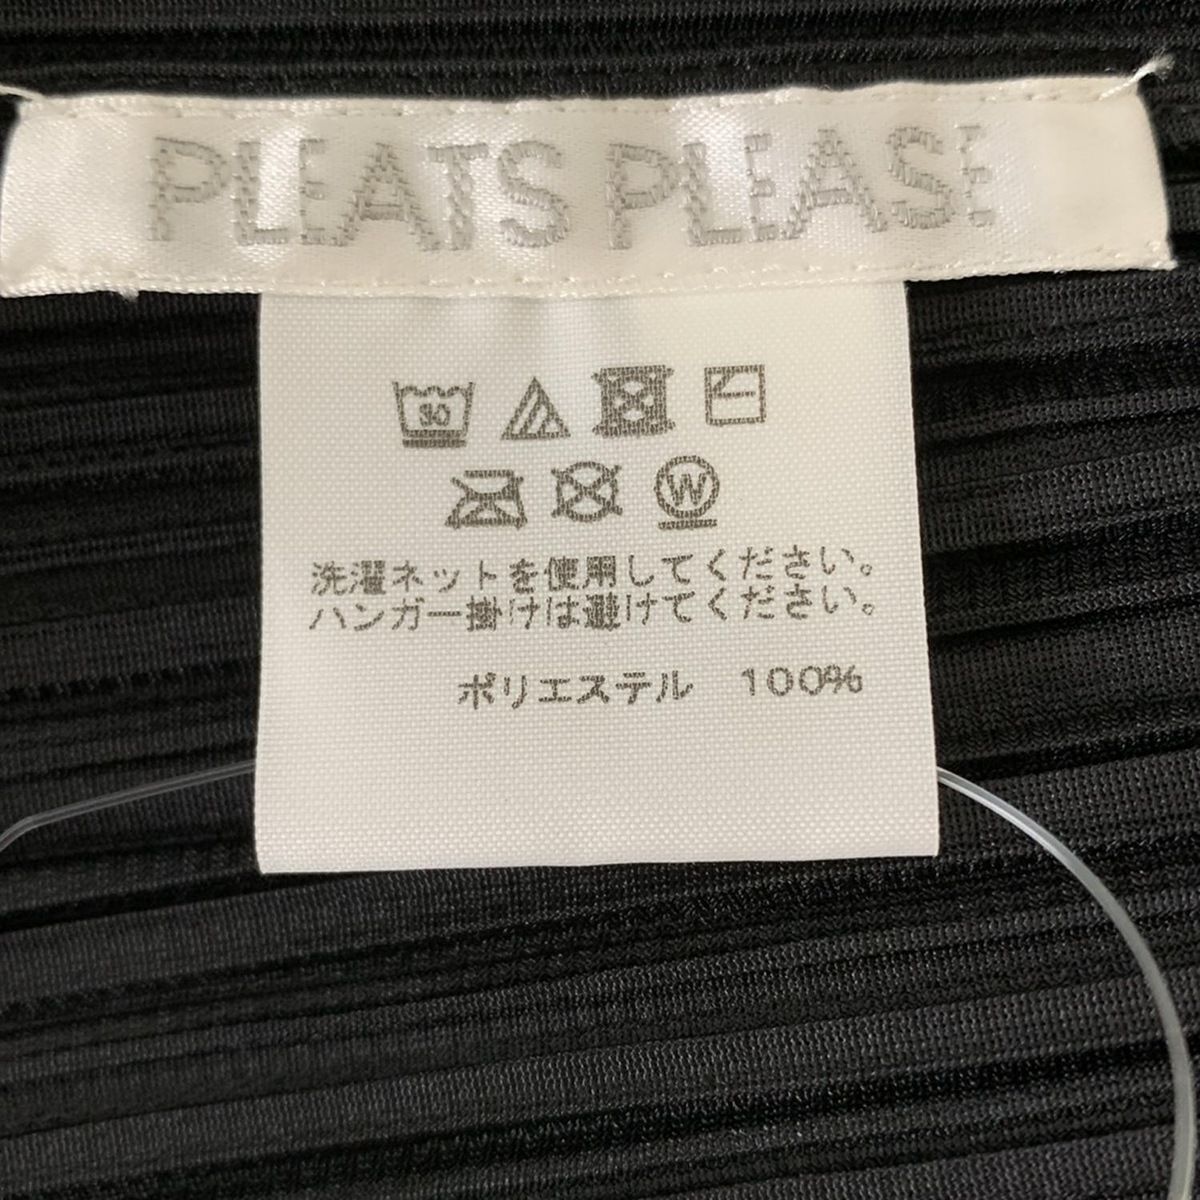 PLEATS PLEASE
30
W
洗濯ネットを使用してください。
ハンガー掛けは避けてください。
ポリエステル 100%